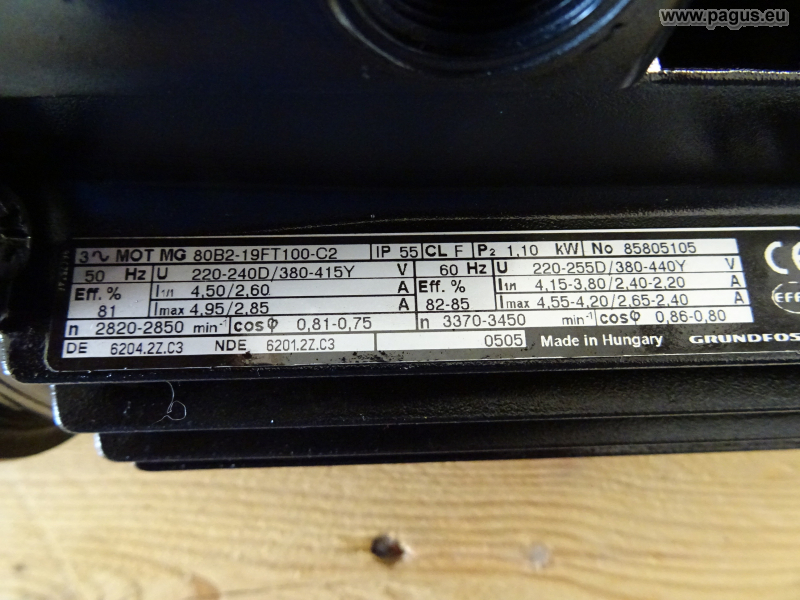 www.pagus.eu
3∿ MOT MG 80B2-19FT100-C2 IP 55 CL F P2 1,10 kW No 85805105
50 Hz U 220-240D/380-415Y V 60 Hz U 220-255D/380-440Y V
Eff. % I1/1 4,50/2,60 A Eff. % I1/1 4,15-3,80/2,40-2,20 A
81 Imax 4,95/2,85 A 82-85 Imax 4,55-4,20/2,65-2,40 A
n 2820-2850 min-1 cosφ 0,81-0,75 n 3370-3450 min-1 cosφ 0,86-0,80
DE 6204.2Z.C3 NDE 6201.2Z.C3 0505 Made in Hungary GRUNDFOS
CE
EFF